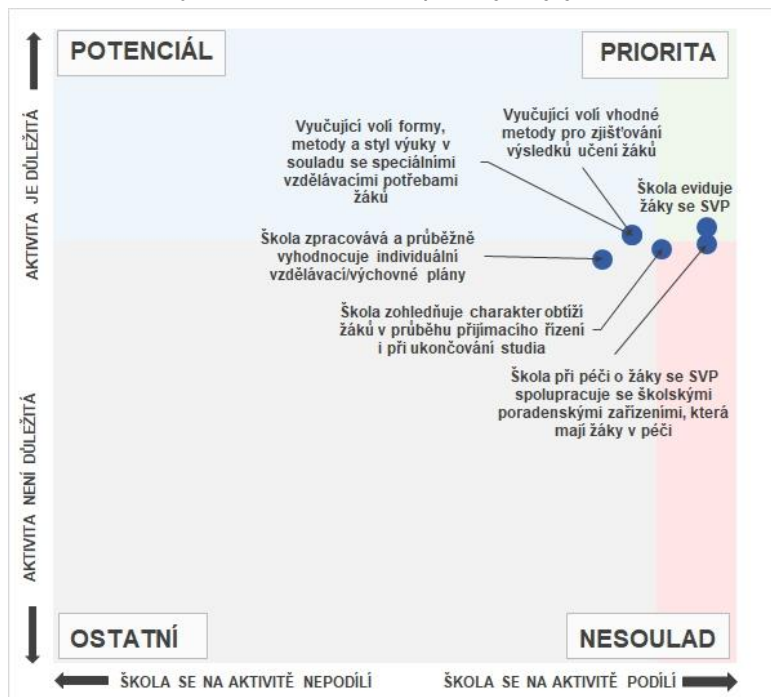 POTENCIÁL
PRIORITA
Vyučující volí formy,
metody a styl výuky v
souladu se speciálními
vzdělávacími potřebami
žáků
Vyučující volí vhodné
metody pro zjišťování
výsledků učení žáků
Škola eviduje
žáky se SVP
Škola zpracovává a průběžně
vyhodnocuje individuální
vzdělávací/výchovné plány
Škola zohledňuje charakter obtíží
žáků v průběhu přijímacího řízení
i při ukončování studia
Škola při péči o žáky se SVP
spolupracuje se školskými
poradenskými zařízeními, která
mají žáky v péči
AKTIVITA JE DŮLEŽITÁ
AKTIVITA NENÍ DŮLEŽITÁ
OSTATNÍ
NESOULAD
ŠKOLA SE NA AKTIVITĚ NEPODÍLÍ
ŠKOLA SE NA AKTIVITĚ PODÍLÍ